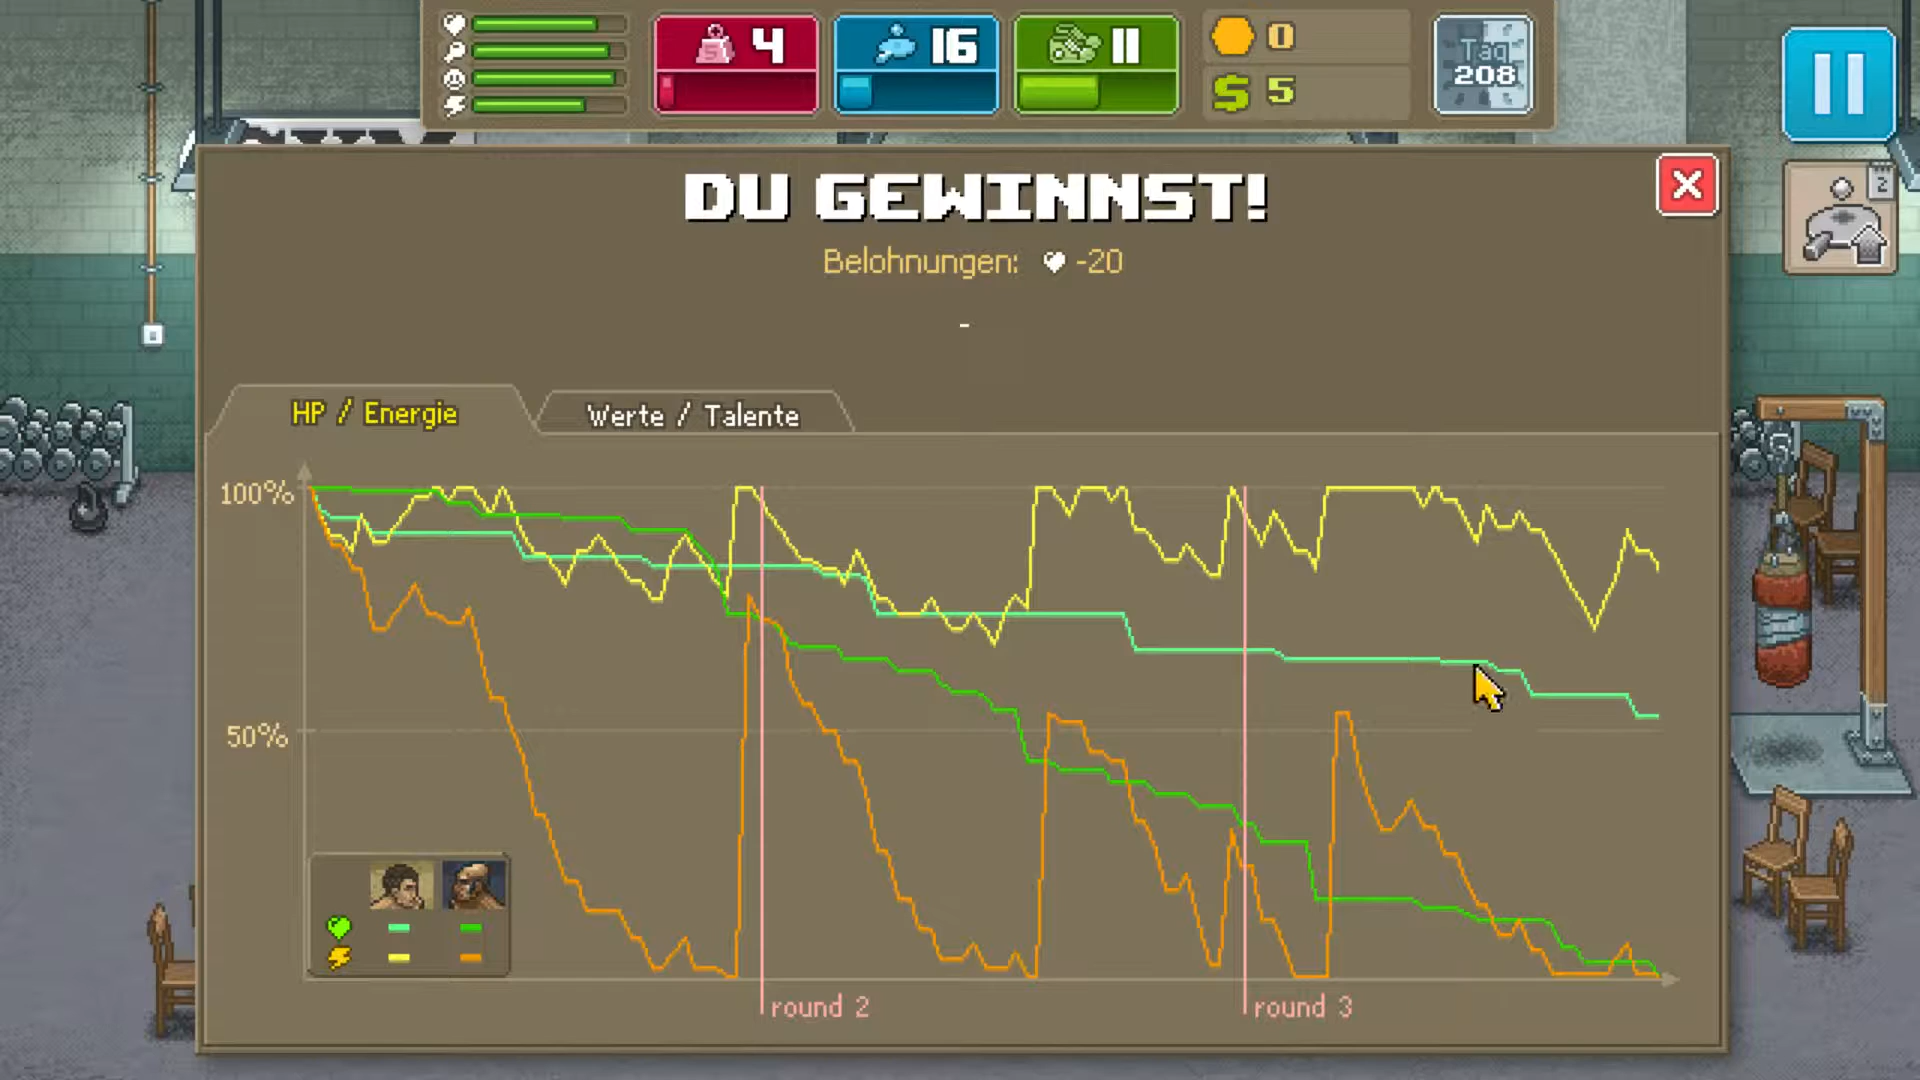 4
16
11
0
$ 5
Tag
208
2
DU GEWINNST!
Belohnungen: -20
-
HP / Energie
Werte / Talente
100%
50%
round 2
round 3